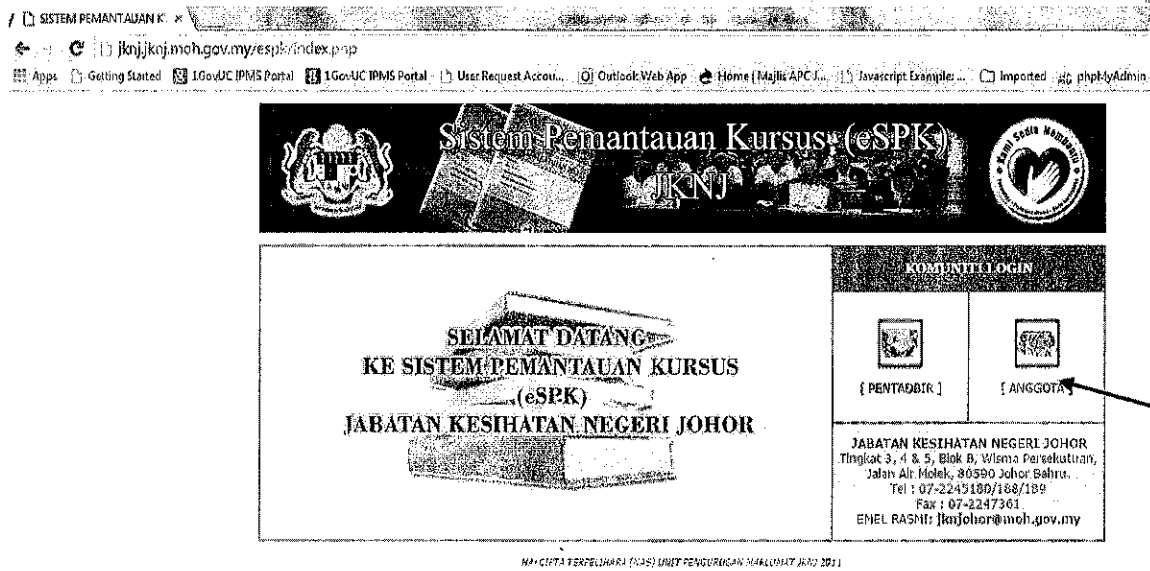 SISTEM PEMANTAUAN K
jknj.jknj.moh.gov.my/espk/index.php
Apps Getting Started 1GovUC IPMS Portal 1GovUC IPMS Portal User Request Accou... Outlook Web App Home | Majlis APC J... Javascript Example: ... Imported phpMyAdmin
Sistem Pemantauan Kursus (eSPK)
JKNJ
KOMUNITI LOGIN
SELAMAT DATANG
KE SISTEM PEMANTAUAN KURSUS
(eSPK)
JABATAN KESIHATAN NEGERI JOHOR
[ PENTADBIR ] [ ANGGOTA ]
JABATAN KESIHATAN NEGERI JOHOR
Tingkat 3, 4 & 5, Blok B, Wisma Persekutuan,
Jalan Air Molek, 80590 Johor Bahru.
Tel : 07-2245180/188/189
Fax : 07-2247361
EMEL RASMI: jknjohor@moh.gov.my
HAK CIPTA TERPELIHARA (NAS) UNIT PENGURUSAN MAKLUMAT JKNJ 2011